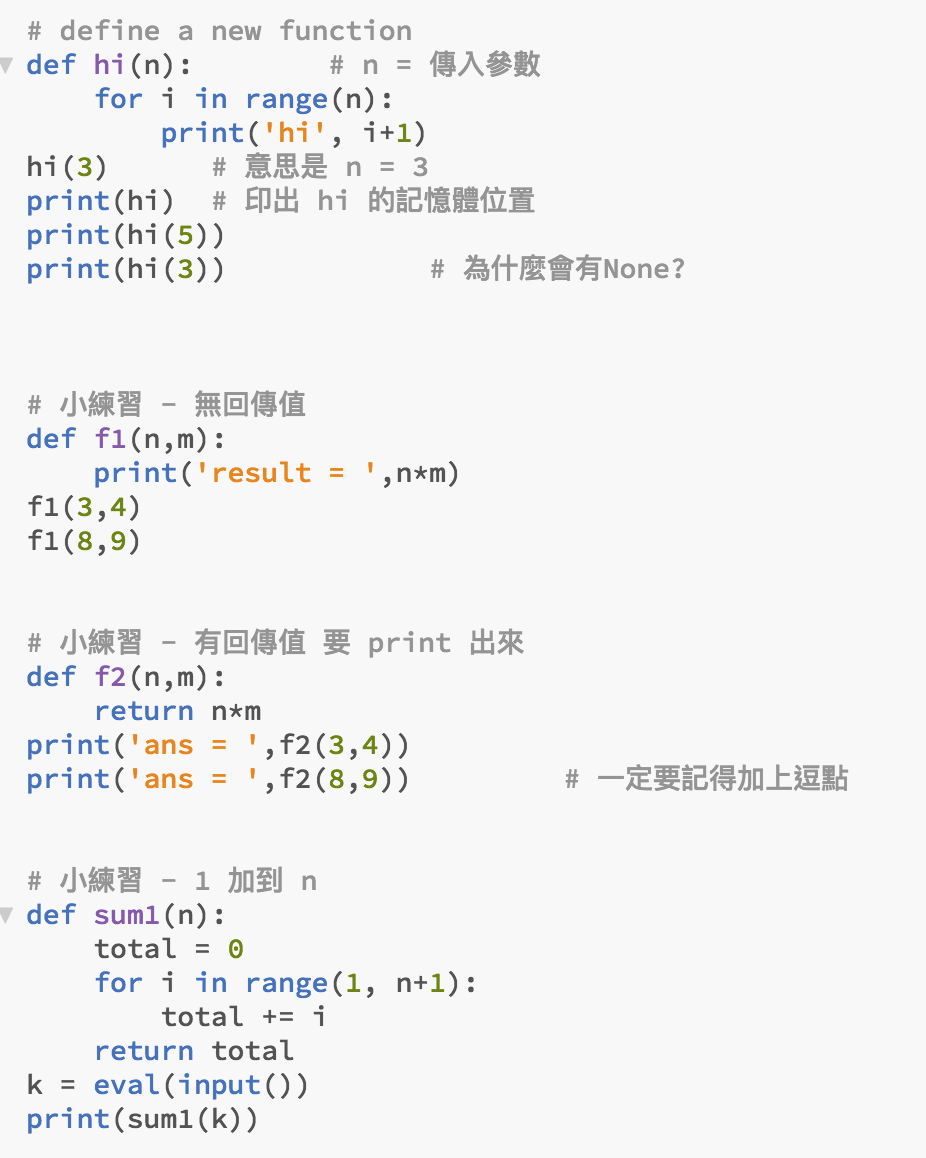 # define a new function
def hi(n):        # n = 傳入參數
    for i in range(n):
        print('hi', i+1)
hi(3)      # 意思是 n = 3
print(hi)  # 印出 hi 的記憶體位置
print(hi(5))
print(hi(3))            # 為什麼會有None?
# 小練習 - 無回傳值
def f1(n,m):
    print('result = ',n*m)
f1(3,4)
f1(8,9)
# 小練習 - 有回傳值 要 print 出來
def f2(n,m):
    return n*m
print('ans = ',f2(3,4))
print('ans = ',f2(8,9))         # 一定要記得加上逗點
# 小練習 - 1 加到 n
def sum1(n):
    total = 0
    for i in range(1, n+1):
        total += i
    return total
k = eval(input())
print(sum1(k))